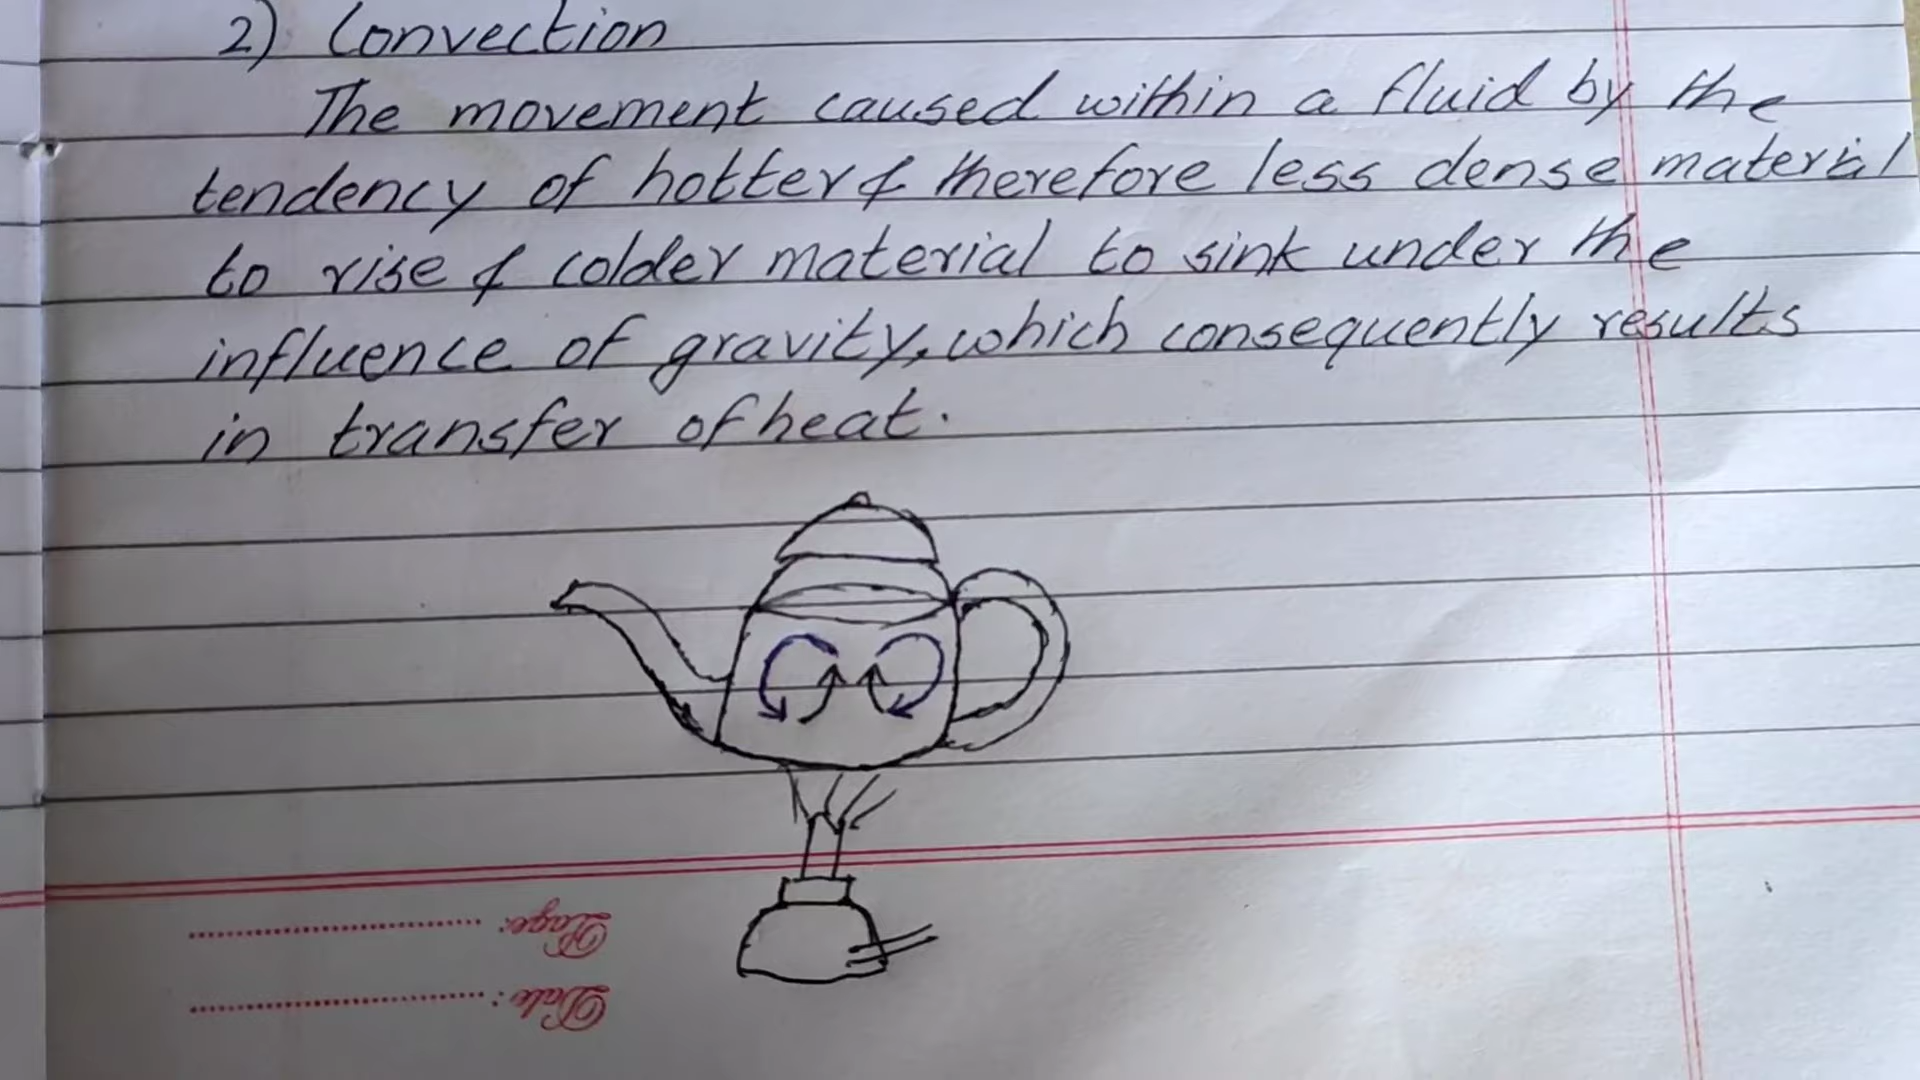 2) Convection
The movement caused within a fluid by the
tendency of hotter & therefore less dense material
to rise & colder material to sink under the
influence of gravity, which consequently results
in transfer of heat.
Page: ..............................
Date: ..............................